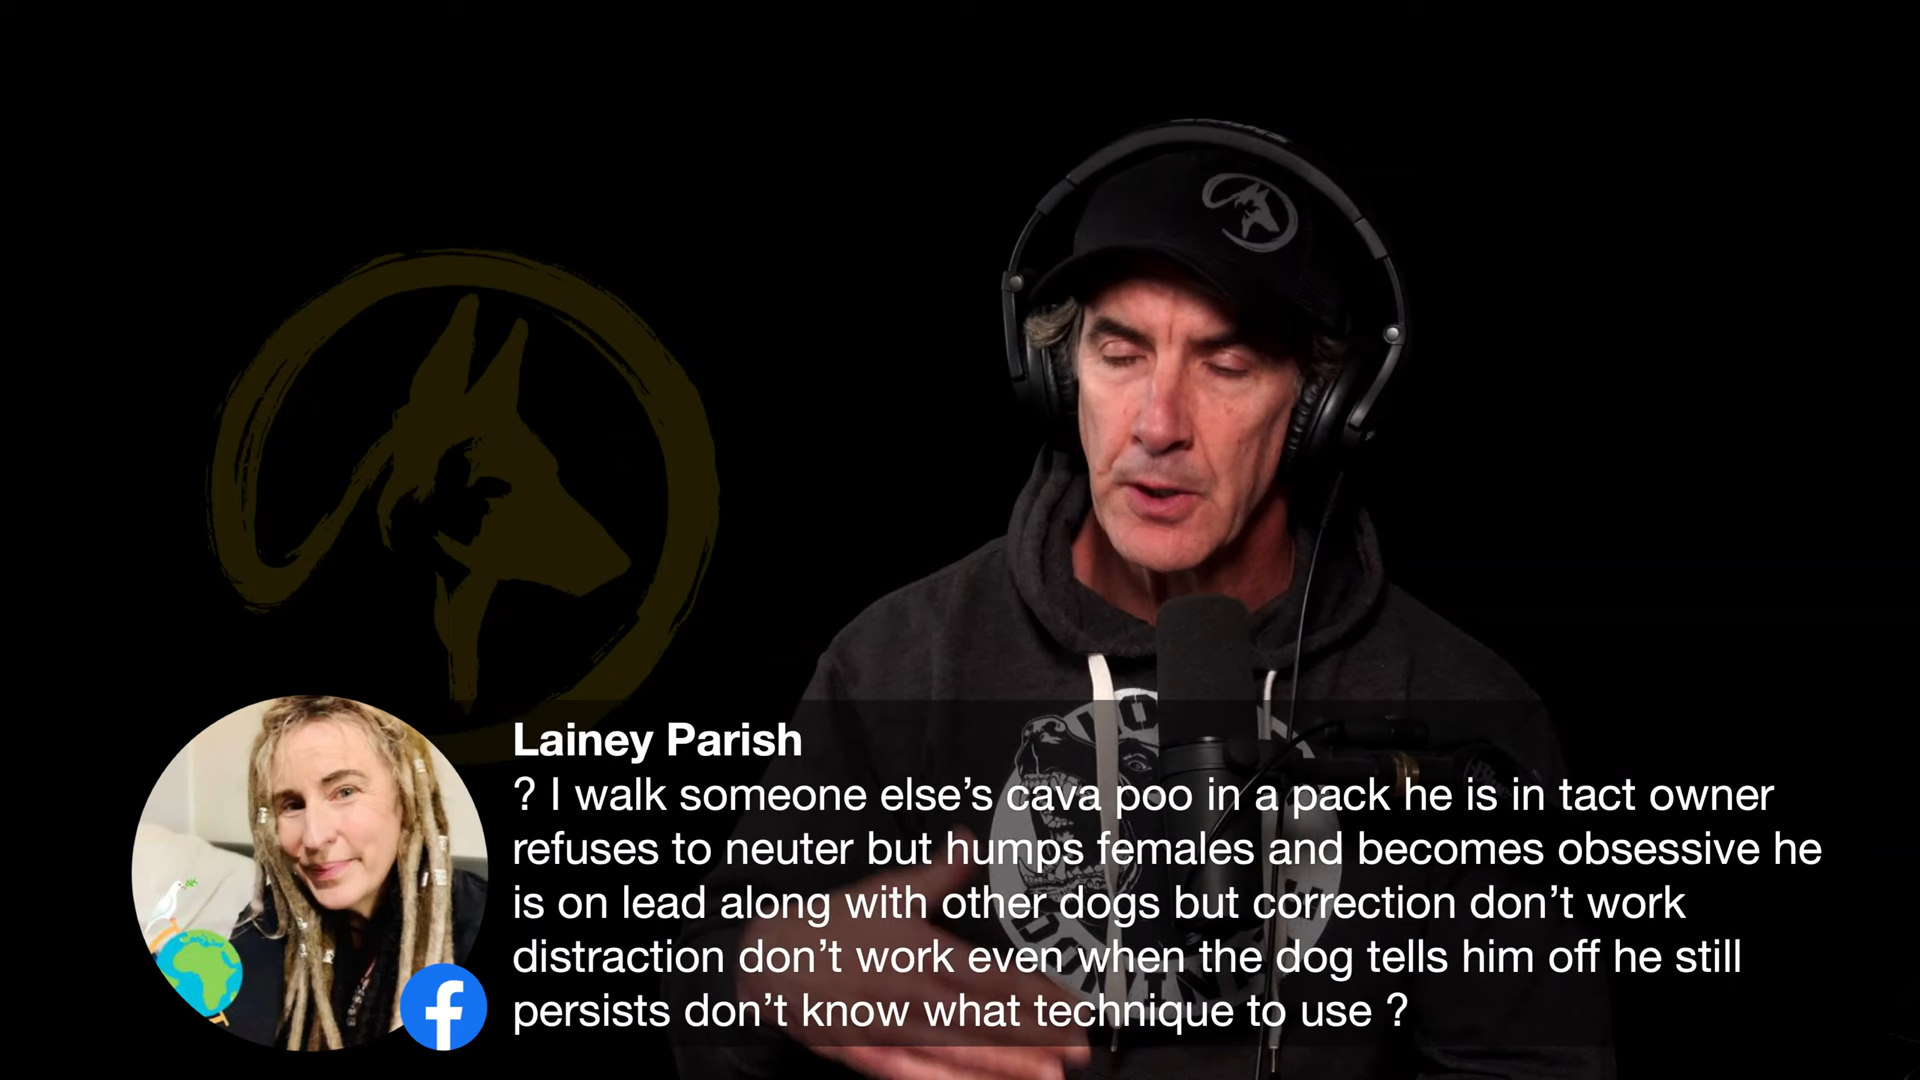 Lainey Parish
? I walk someone else’s cava poo in a pack he is in tact owner
refuses to neuter but humps females and becomes obsessive he
is on lead along with other dogs but correction don’t work
distraction don’t work even when the dog tells him off he still
persists don’t know what technique to use ?